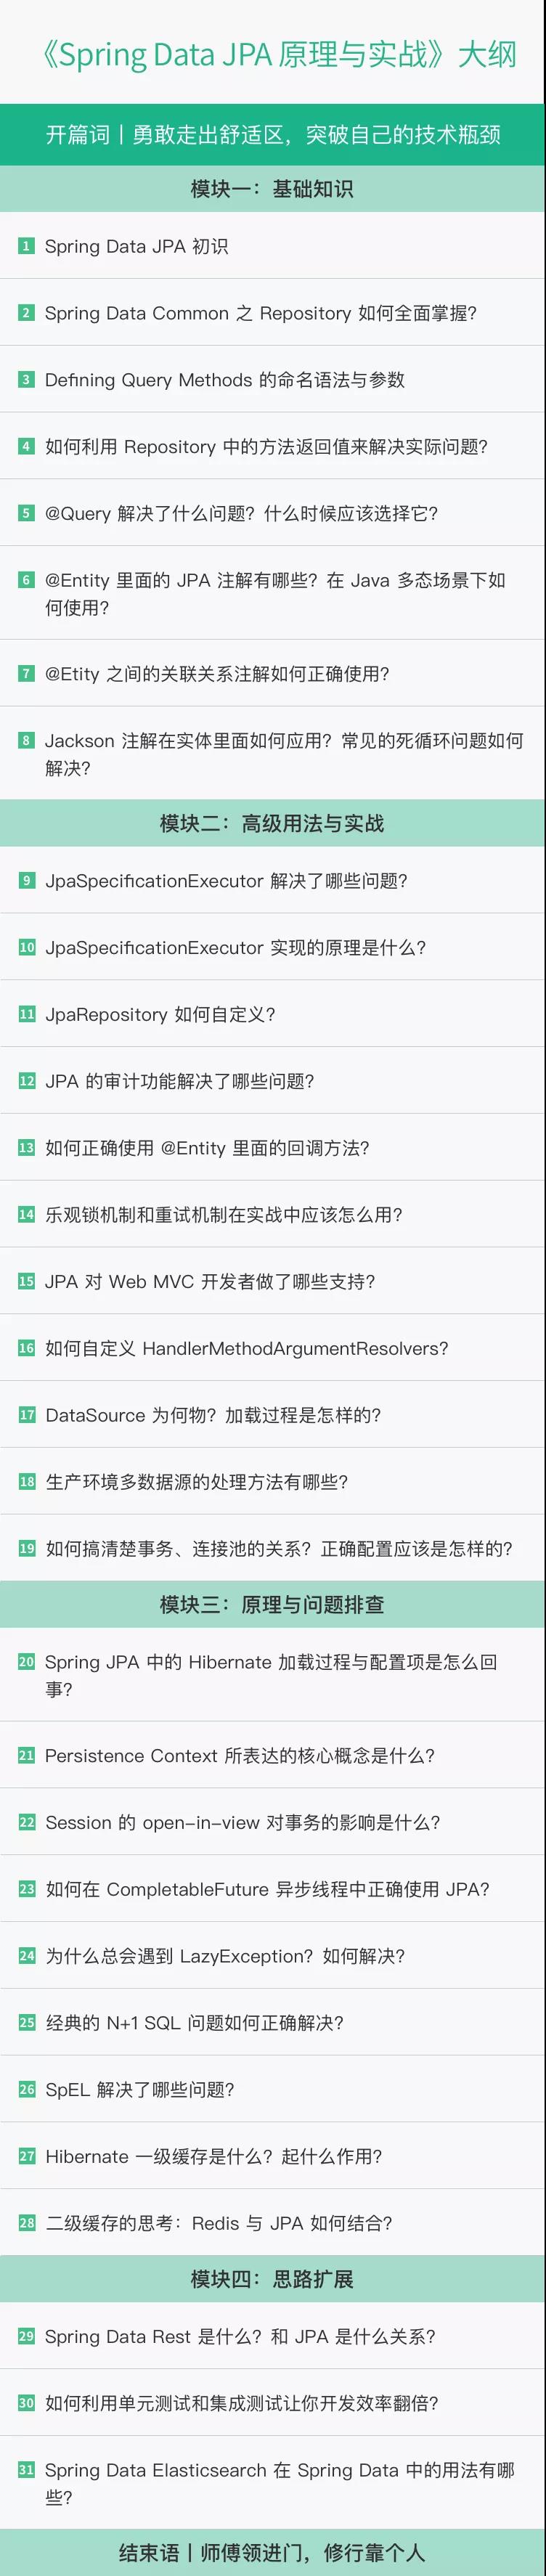 《Spring Data JPA 原理与实战》大纲
开篇词丨勇敢走出舒适区，突破自己的技术瓶颈
模块一：基础知识
1 Spring Data JPA 初识
2 Spring Data Common 之 Repository 如何全面掌握？
3 Defining Query Methods 的命名语法与参数
4 如何利用 Repository 中的方法返回值来解决实际问题？
5 @Query 解决了什么问题？什么时候应该选择它？
6 @Entity 里面的 JPA 注解有哪些？在 Java 多态场景下如
何使用？
7 @Etity 之间的关联关系注解如何正确使用？
8 Jackson 注解在实体里面如何应用？常见的死循环问题如何
解决？
模块二：高级用法与实战
9 JpaSpecificationExecutor 解决了哪些问题？
10 JpaSpecificationExecutor 实现的原理是什么？
11 JpaRepository 如何自定义？
12 JPA 的审计功能解决了哪些问题？
13 如何正确使用 @Entity 里面的回调方法？
14 乐观锁机制和重试机制在实战中应该怎么用？
15 JPA 对 Web MVC 开发者做了哪些支持？
16 如何自定义 HandlerMethodArgumentResolvers？
17 DataSource 为何物？加载过程是怎样的？
18 生产环境多数据源的处理方法有哪些？
19 如何搞清楚事务、连接池的关系？正确配置应该是怎样的？
模块三：原理与问题排查
20 Spring JPA 中的 Hibernate 加载过程与配置项是怎么回
事？
21 Persistence Context 所表达的核心概念是什么？
22 Session 的 open-in-view 对事务的影响是什么？
23 如何在 CompletableFuture 异步线程中正确使用 JPA？
24 为什么总会遇到 LazyException？如何解决？
25 经典的 N+1 SQL 问题如何正确解决？
26 SpEL 解决了哪些问题？
27 Hibernate 一级缓存是什么？起什么作用？
28 二级缓存的思考：Redis 与 JPA 如何结合？
模块四：思路扩展
29 Spring Data Rest 是什么？和 JPA 是什么关系？
30 如何利用单元测试和集成测试让你开发效率翻倍？
31 Spring Data Elasticsearch 在 Spring Data 中的用法有哪
些？
结束语丨师傅领进门，修行靠个人